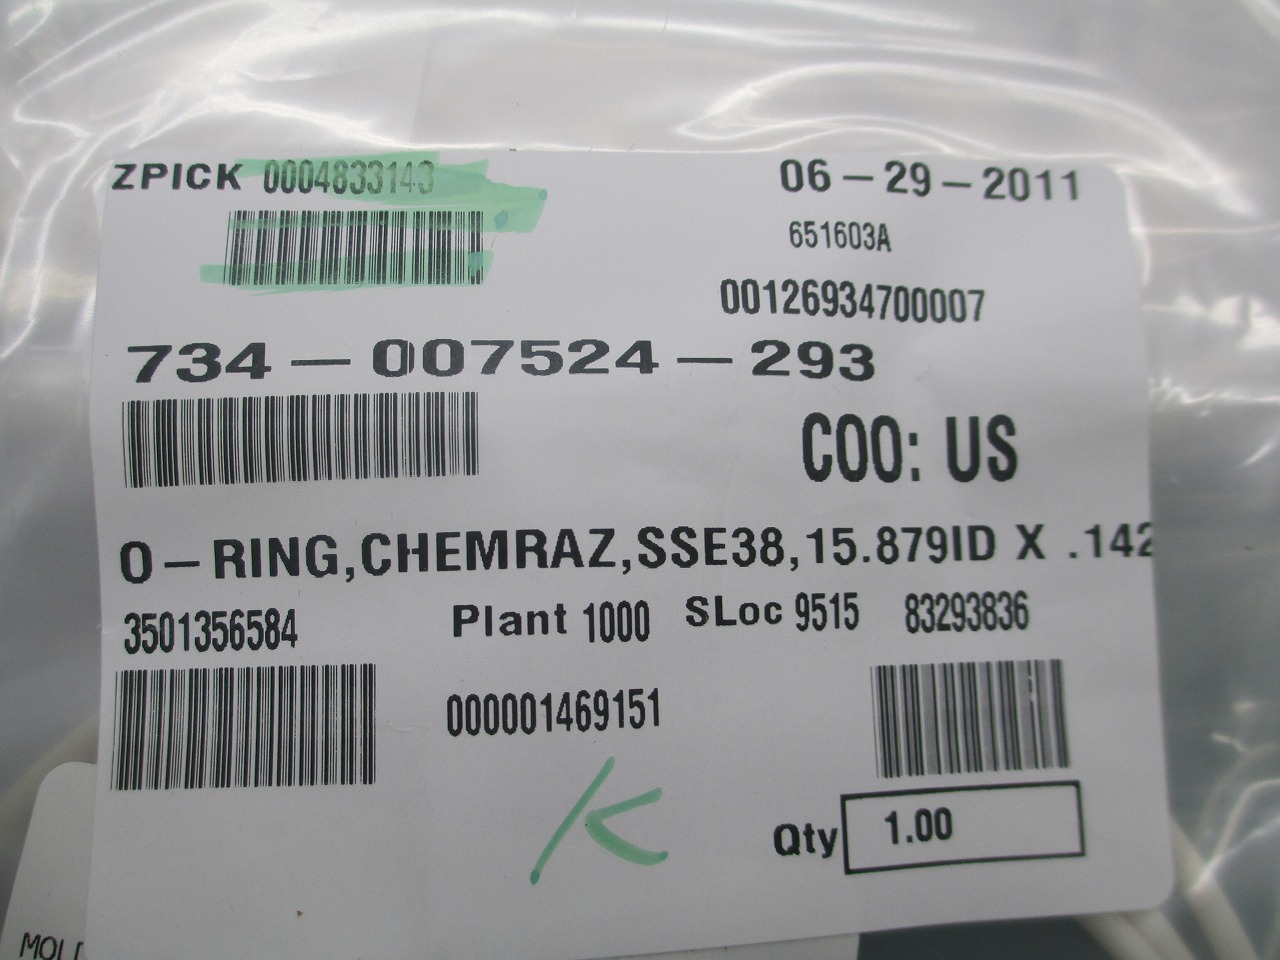 ZPICK 0004833143
06-29-2011
651603A
00126934700007
734-007524-293
COO: US
O-RING,CHEMRAZ,SSE38,15.879ID X .142
3501356584 Plant 1000 SLoc 9515 83293836
000001469151
K
Qty 1.00